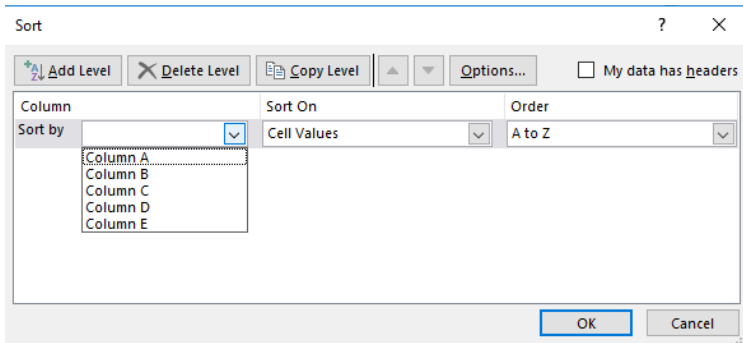 Sort ? ×
Add Level Delete Level Copy Level Options... My data has headers
Column Sort On Order
Sort by Cell Values A to Z
Column A
Column B
Column C
Column D
Column E
OK Cancel